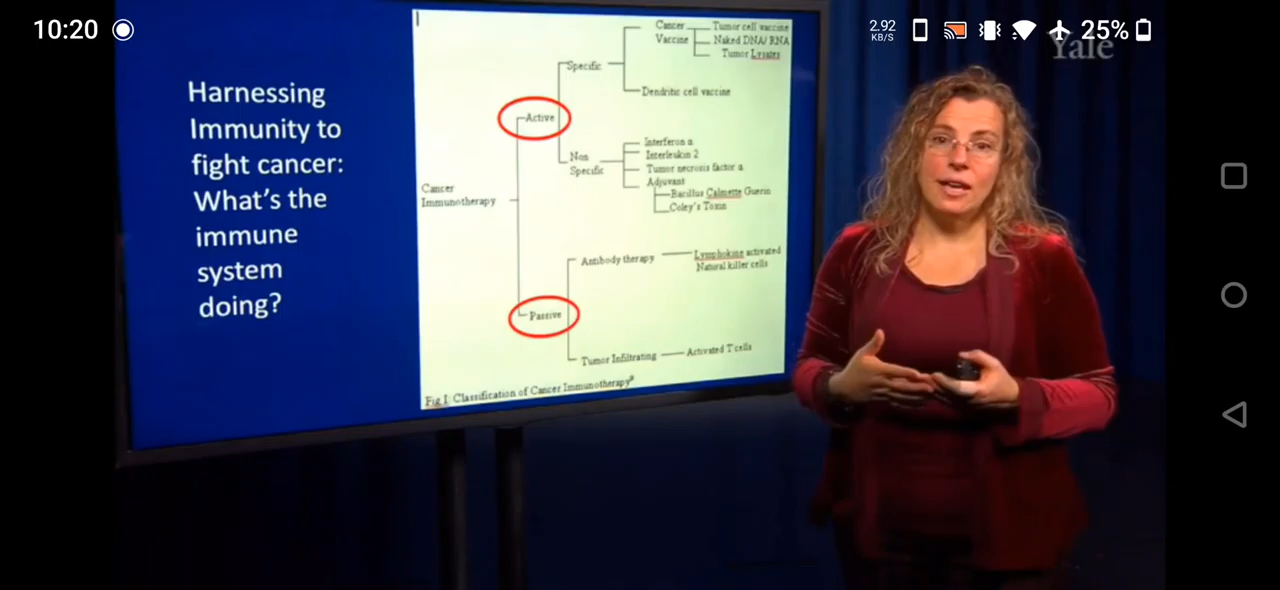 10:20
2.92
KB/S
25%
Yale
Harnessing
Immunity to
fight cancer:
What's the
immune
system
doing?
Cancer
Immunotherapy
Active
Specific
Cancer
Vaccine
Tumor cell vaccine
Naked DNA/ RNA
Tumor Lysates
Dendritic cell vaccine
Non
Specific
Interferon α
Interleukin 2
Tumor necrosis factor α
Adjuvant
Bacillus Calmette Guerin
Coley's Toxin
Passive
Antibody therapy
Lymphokine activated
Natural killer cells
Tumor Infiltrating
Activated T cells
Fig 1: Classification of Cancer Immunotherapy